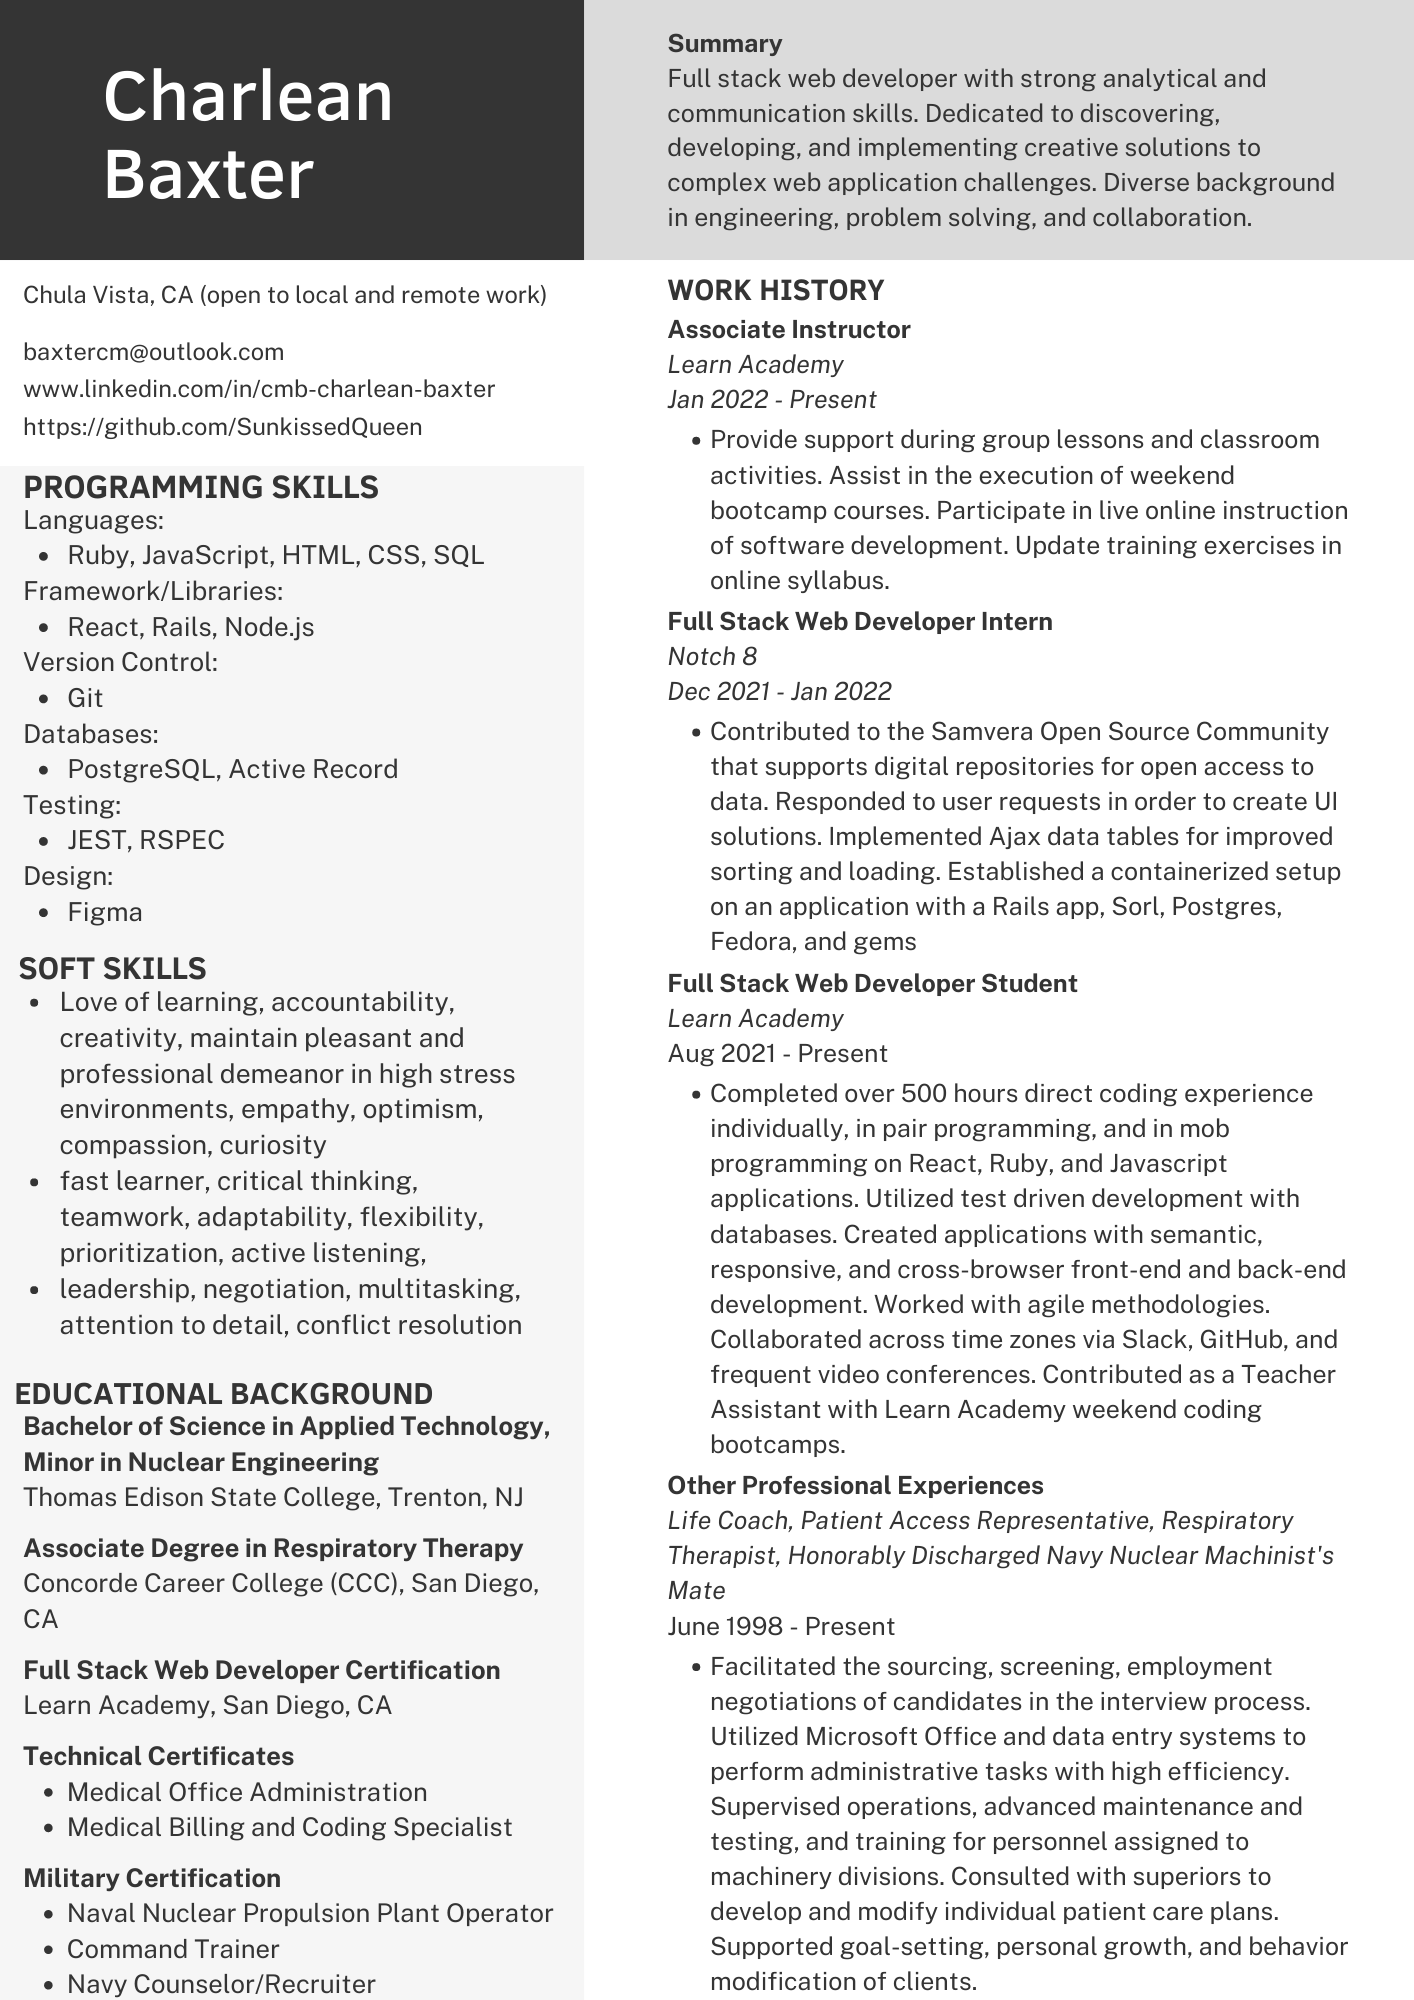 Charlean
Baxter
Summary
Full stack web developer with strong analytical and
communication skills. Dedicated to discovering,
developing, and implementing creative solutions to
complex web application challenges. Diverse background
in engineering, problem solving, and collaboration.
Chula Vista, CA (open to local and remote work)
baxtercm@outlook.com
www.linkedin.com/in/cmb-charlean-baxter
https://github.com/SunkissedQueen
PROGRAMMING SKILLS
Languages:
• Ruby, JavaScript, HTML, CSS, SQL
Framework/Libraries:
• React, Rails, Node.js
Version Control:
• Git
Databases:
• PostgreSQL, Active Record
Testing:
• JEST, RSPEC
Design:
• Figma
SOFT SKILLS
• Love of learning, accountability,
creativity, maintain pleasant and
professional demeanor in high stress
environments, empathy, optimism,
compassion, curiosity
• fast learner, critical thinking,
teamwork, adaptability, flexibility,
prioritization, active listening,
• leadership, negotiation, multitasking,
attention to detail, conflict resolution
EDUCATIONAL BACKGROUND
Bachelor of Science in Applied Technology,
Minor in Nuclear Engineering
Thomas Edison State College, Trenton, NJ
Associate Degree in Respiratory Therapy
Concorde Career College (CCC), San Diego,
CA
Full Stack Web Developer Certification
Learn Academy, San Diego, CA
Technical Certificates
• Medical Office Administration
• Medical Billing and Coding Specialist
Military Certification
• Naval Nuclear Propulsion Plant Operator
• Command Trainer
• Navy Counselor/Recruiter
WORK HISTORY
Associate Instructor
Learn Academy
Jan 2022 - Present
• Provide support during group lessons and classroom
activities. Assist in the execution of weekend
bootcamp courses. Participate in live online instruction
of software development. Update training exercises in
online syllabus.
Full Stack Web Developer Intern
Notch 8
Dec 2021 - Jan 2022
• Contributed to the Samvera Open Source Community
that supports digital repositories for open access to
data. Responded to user requests in order to create UI
solutions. Implemented Ajax data tables for improved
sorting and loading. Established a containerized setup
on an application with a Rails app, Sorl, Postgres,
Fedora, and gems
Full Stack Web Developer Student
Learn Academy
Aug 2021 - Present
• Completed over 500 hours direct coding experience
individually, in pair programming, and in mob
programming on React, Ruby, and Javascript
applications. Utilized test driven development with
databases. Created applications with semantic,
responsive, and cross-browser front-end and back-end
development. Worked with agile methodologies.
Collaborated across time zones via Slack, GitHub, and
frequent video conferences. Contributed as a Teacher
Assistant with Learn Academy weekend coding
bootcamps.
Other Professional Experiences
Life Coach, Patient Access Representative, Respiratory
Therapist, Honorably Discharged Navy Nuclear Machinist's
Mate
June 1998 - Present
• Facilitated the sourcing, screening, employment
negotiations of candidates in the interview process.
Utilized Microsoft Office and data entry systems to
perform administrative tasks with high efficiency.
Supervised operations, advanced maintenance and
testing, and training for personnel assigned to
machinery divisions. Consulted with superiors to
develop and modify individual patient care plans.
Supported goal-setting, personal growth, and behavior
modification of clients.